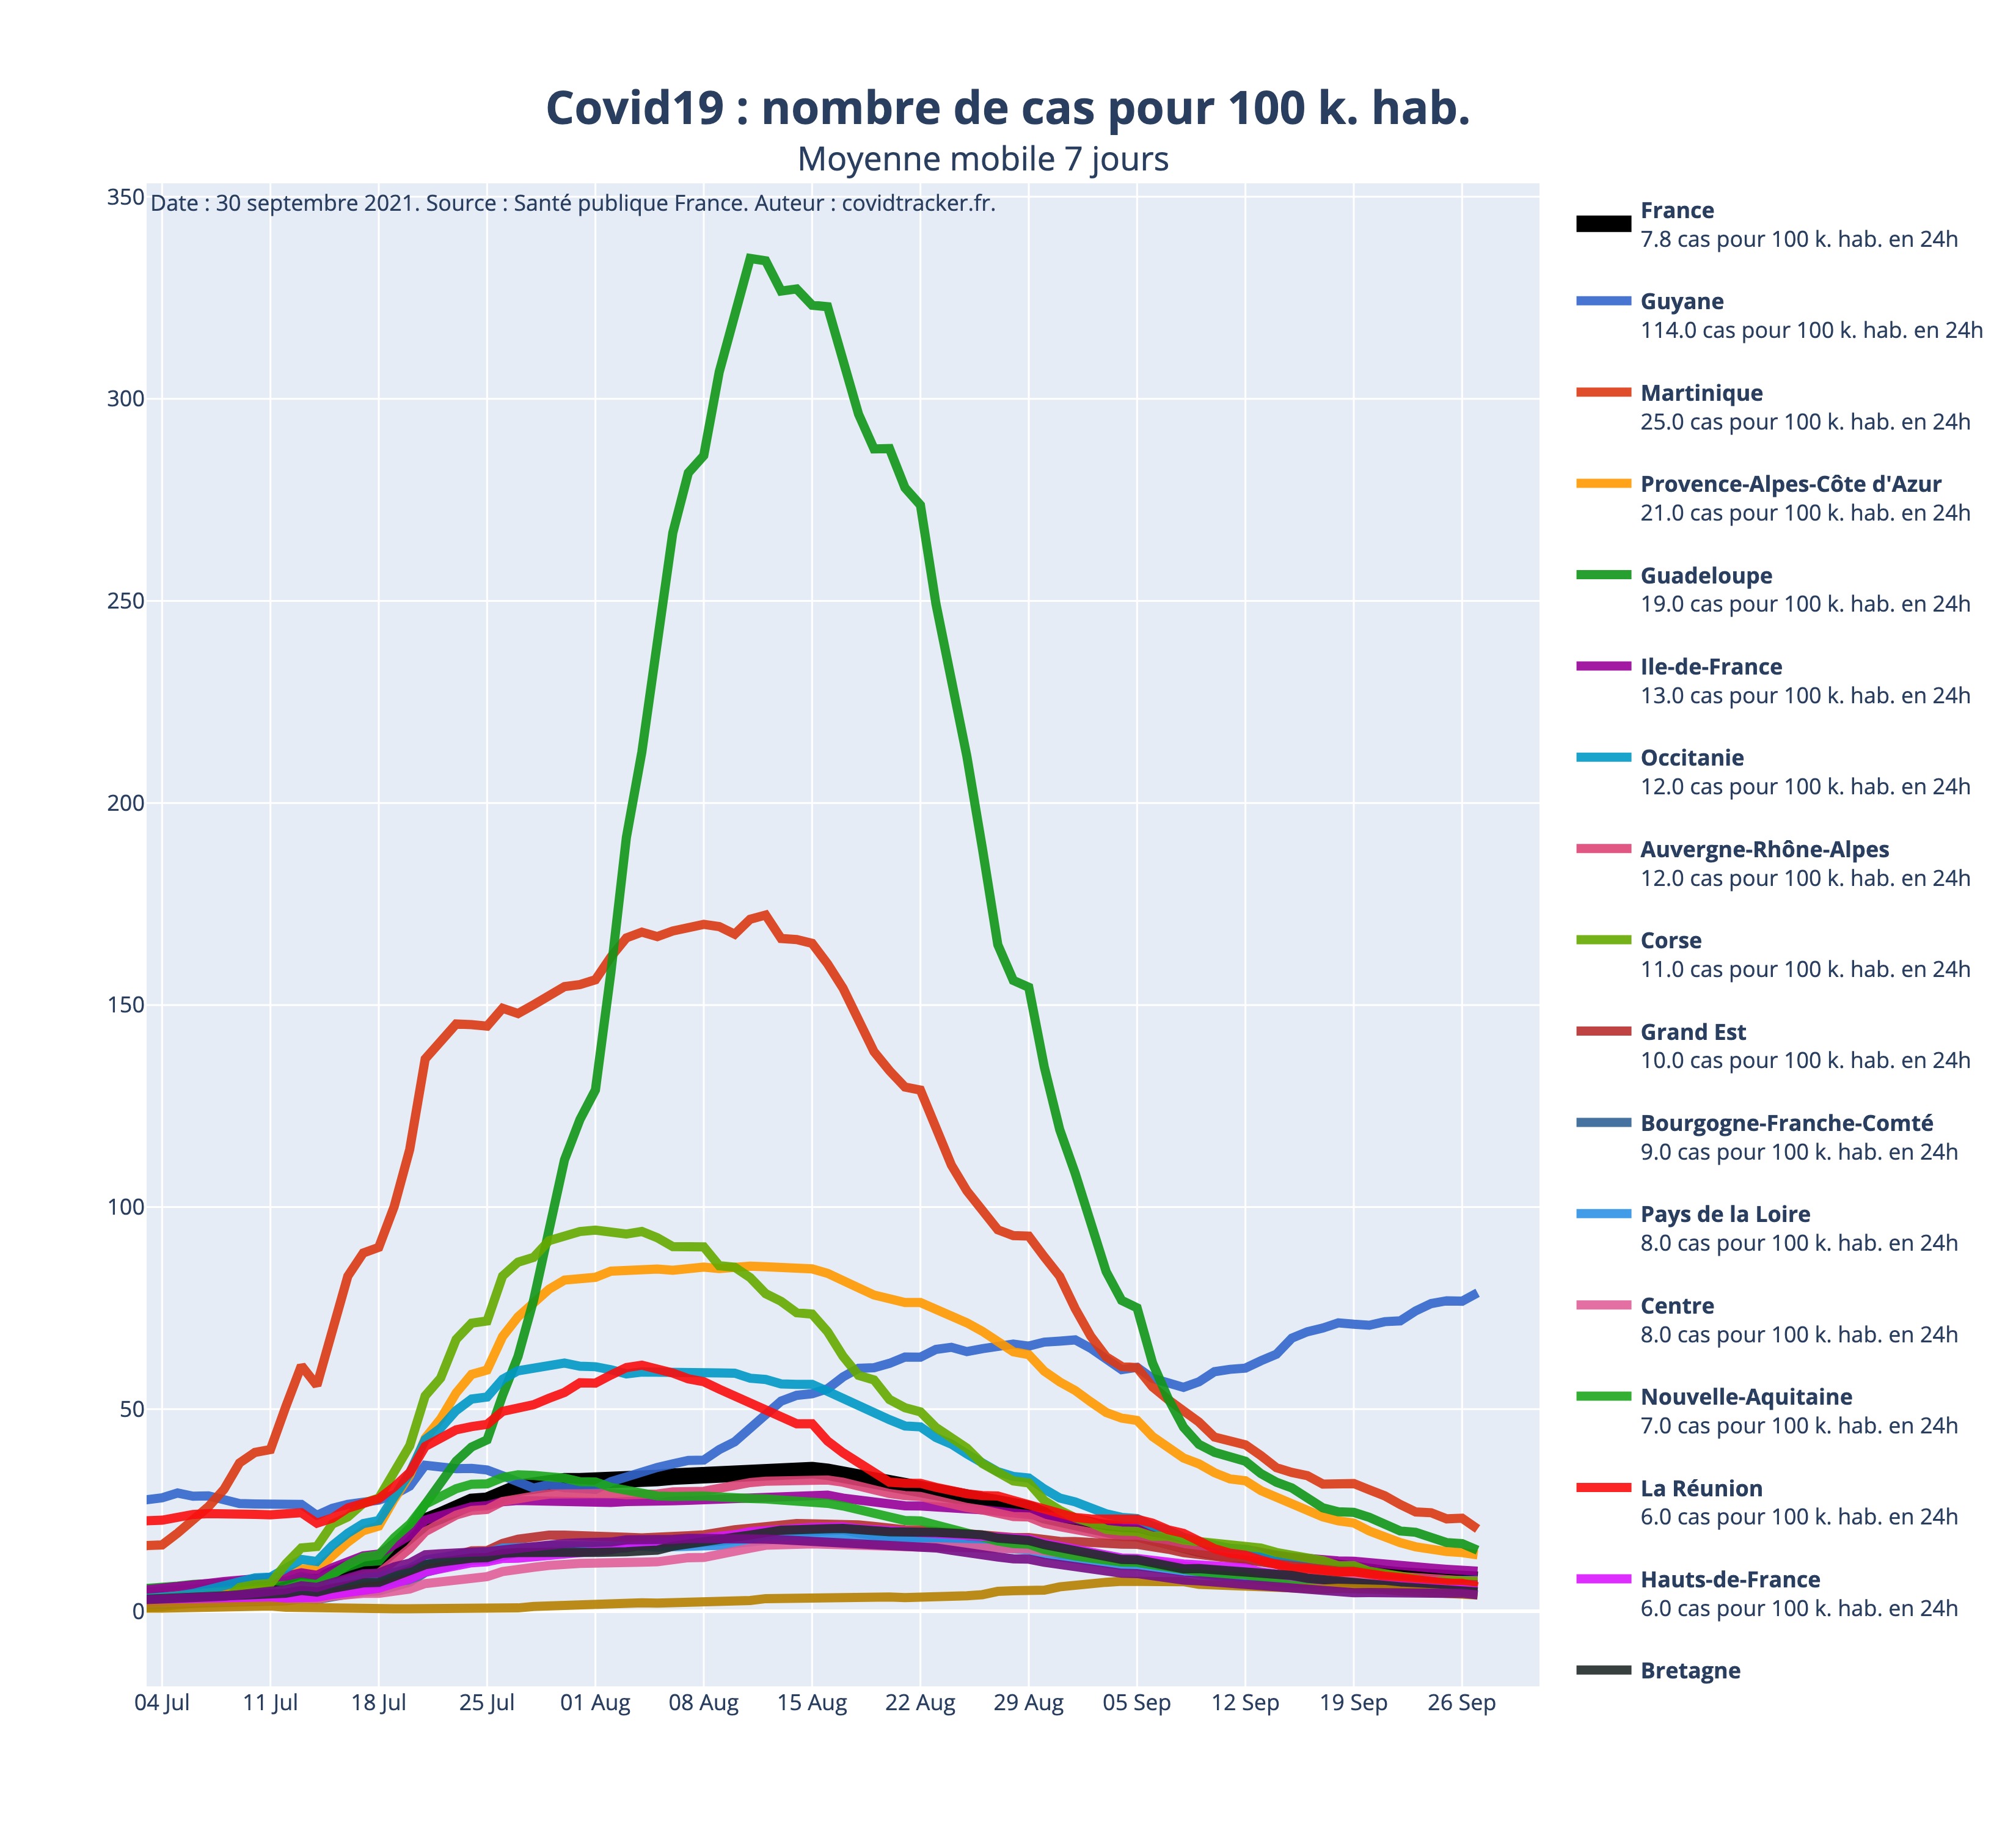 Covid19 : nombre de cas pour 100 k. hab.
Moyenne mobile 7 jours
Date : 30 septembre 2021. Source : Santé publique France. Auteur : covidtracker.fr.
350
300
250
200
150
100
50
0
04 Jul
11 Jul
18 Jul
25 Jul
01 Aug
08 Aug
15 Aug
22 Aug
29 Aug
05 Sep
12 Sep
19 Sep
26 Sep
France
7.8 cas pour 100 k. hab. en 24h
Guyane
114.0 cas pour 100 k. hab. en 24h
Martinique
25.0 cas pour 100 k. hab. en 24h
Provence-Alpes-Côte d'Azur
21.0 cas pour 100 k. hab. en 24h
Guadeloupe
19.0 cas pour 100 k. hab. en 24h
Ile-de-France
13.0 cas pour 100 k. hab. en 24h
Occitanie
12.0 cas pour 100 k. hab. en 24h
Auvergne-Rhône-Alpes
12.0 cas pour 100 k. hab. en 24h
Corse
11.0 cas pour 100 k. hab. en 24h
Grand Est
10.0 cas pour 100 k. hab. en 24h
Bourgogne-Franche-Comté
9.0 cas pour 100 k. hab. en 24h
Pays de la Loire
8.0 cas pour 100 k. hab. en 24h
Centre
8.0 cas pour 100 k. hab. en 24h
Nouvelle-Aquitaine
7.0 cas pour 100 k. hab. en 24h
La Réunion
6.0 cas pour 100 k. hab. en 24h
Hauts-de-France
6.0 cas pour 100 k. hab. en 24h
Bretagne